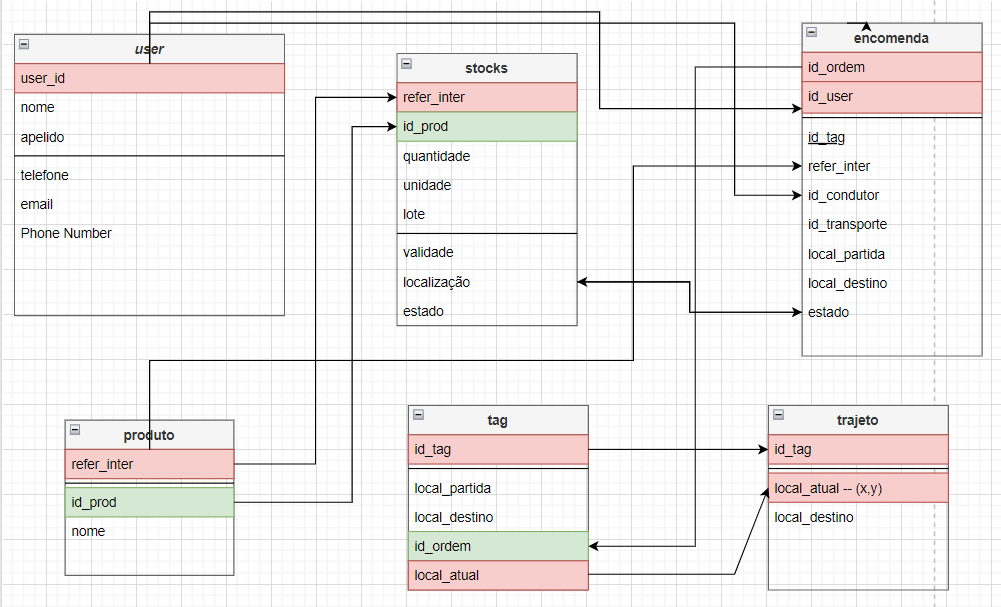 user
user_id
nome
apelido
telefone
email
Phone Number
stocks
refer_inter
id_prod
quantidade
unidade
lote
validade
localização
estado
encomenda
id_ordem
id_user
id_tag
refer_inter
id_condutor
id_transporte
local_partida
local_destino
estado
produto
refer_inter
id_prod
nome
tag
id_tag
local_partida
local_destino
id_ordem
local_atual
trajeto
id_tag
local_atual -- (x,y)
local_destino